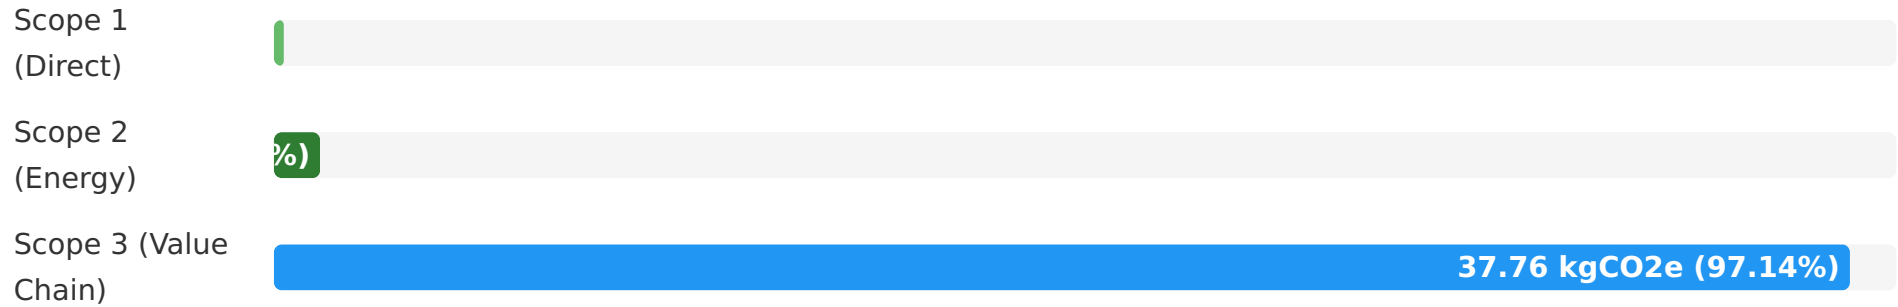 Scope 1
(Direct)
Scope 2
(Energy)
%)
Scope 3 (Value
Chain)
37.76 kgCO2e (97.14%)